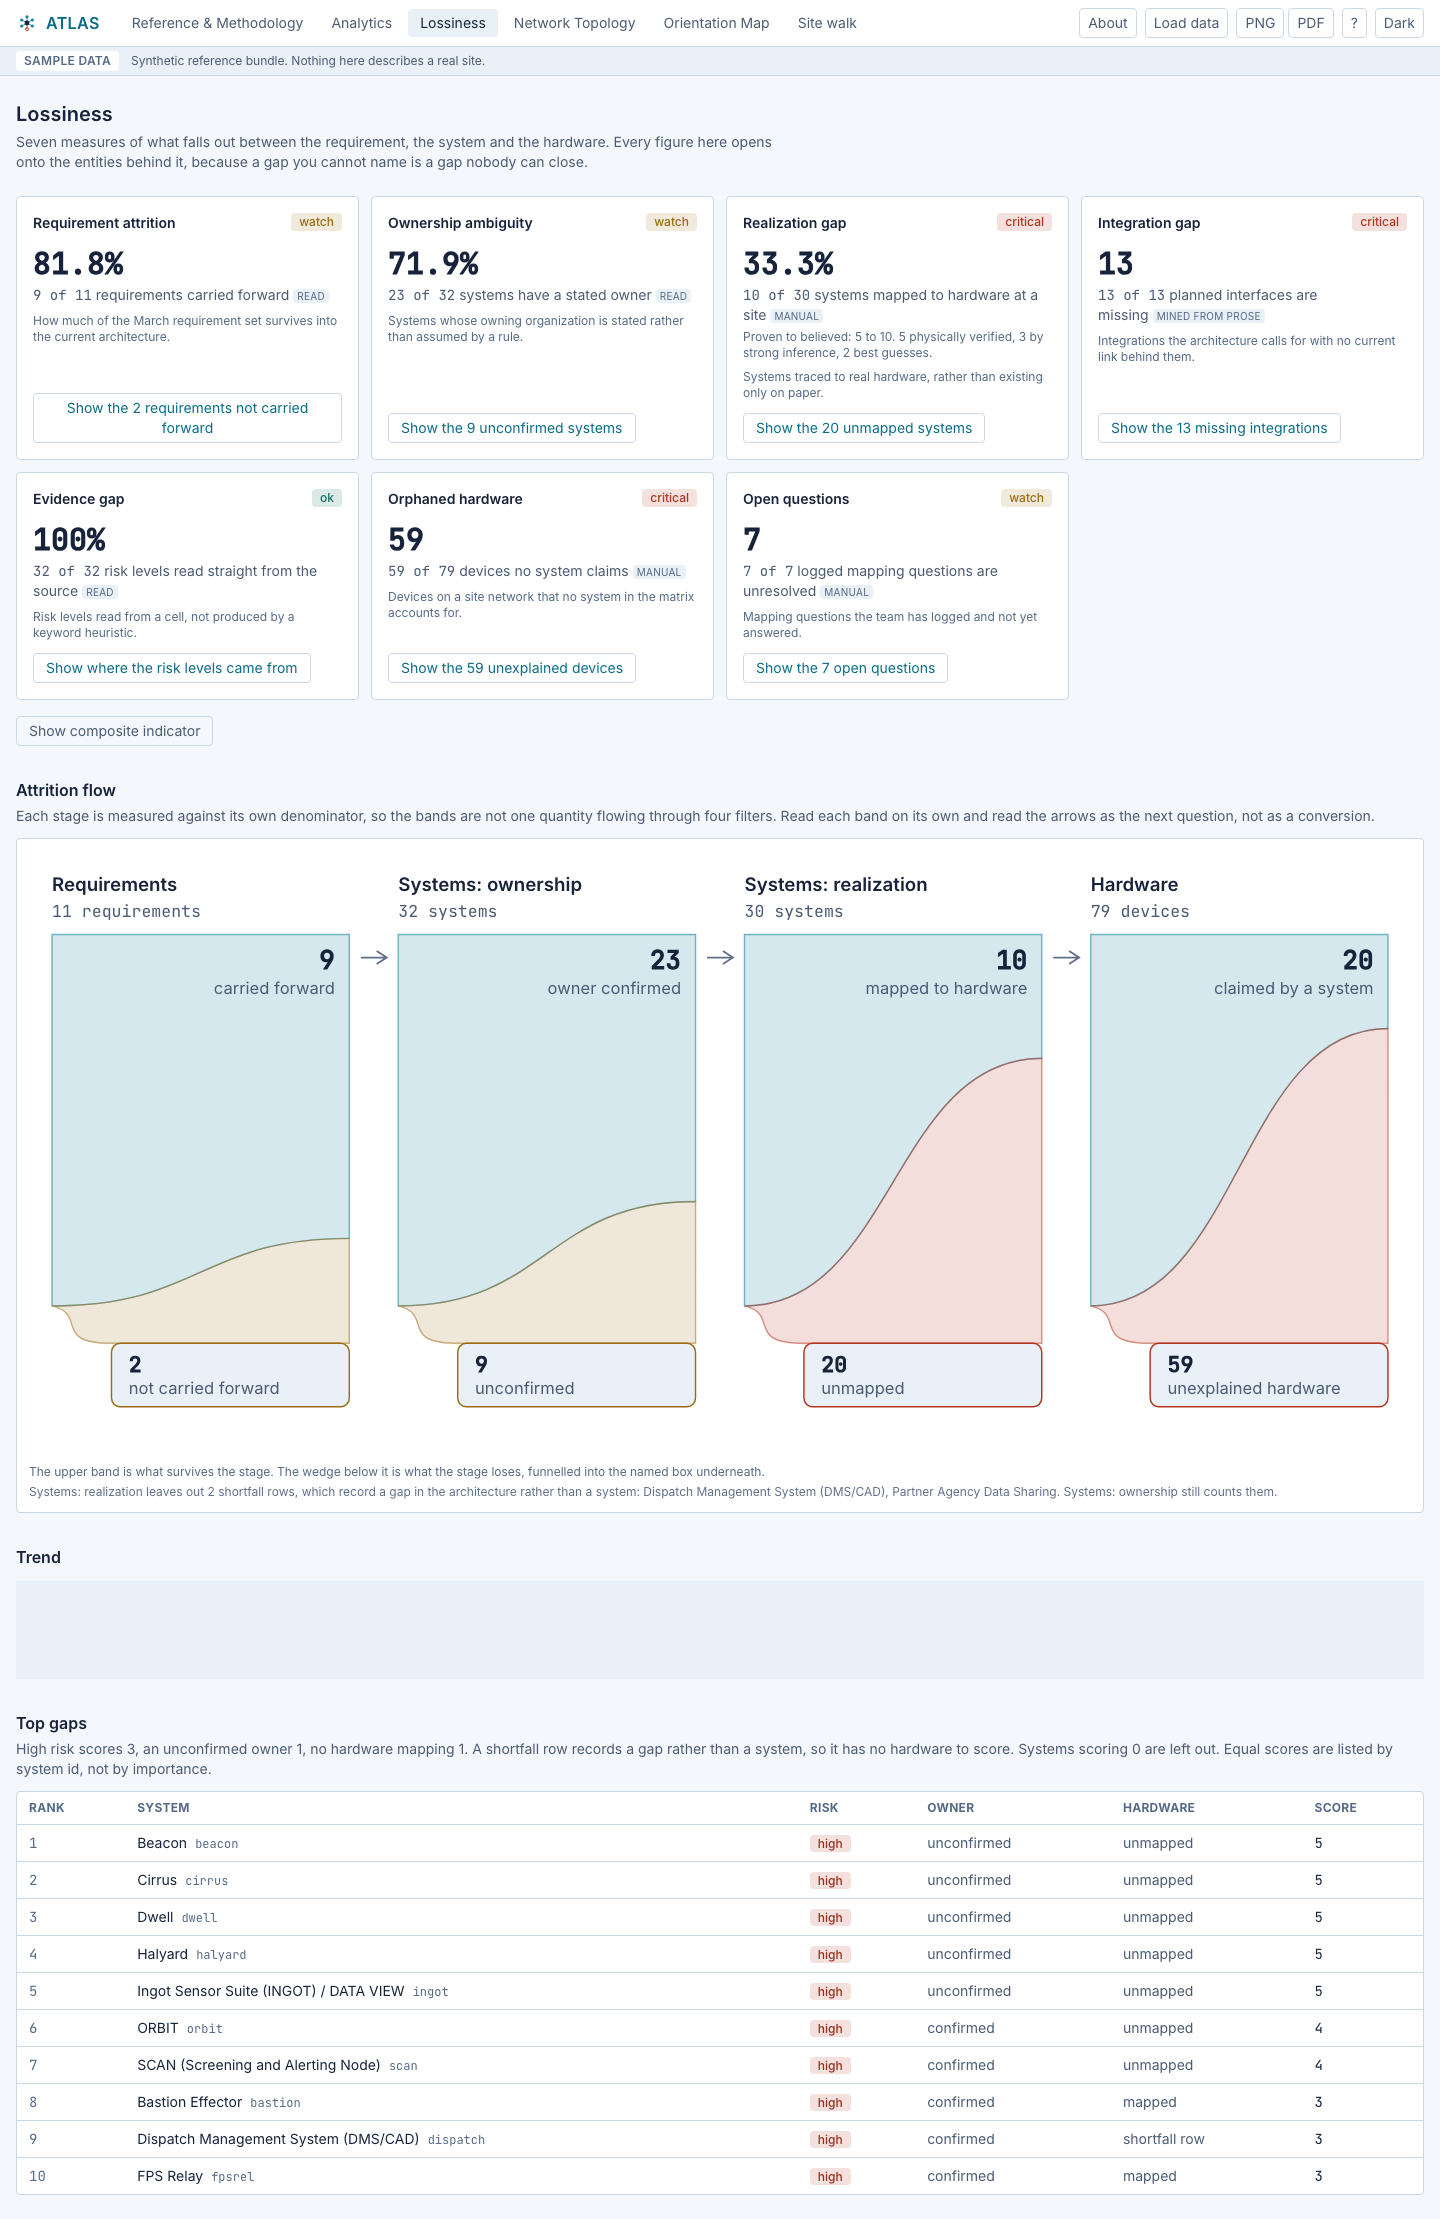 ATLAS Reference & Methodology Analytics Lossiness Network Topology Orientation Map Site walk About Load data PNG PDF ? Dark
SAMPLE DATA Synthetic reference bundle. Nothing here describes a real site.
Lossiness
Seven measures of what falls out between the requirement, the system and the hardware. Every figure here opens
onto the entities behind it, because a gap you cannot name is a gap nobody can close.
Requirement attrition watch
81.8%
9 of 11 requirements carried forward READ
How much of the March requirement set survives into
the current architecture.
Show the 2 requirements not carried
forward
Ownership ambiguity watch
71.9%
23 of 32 systems have a stated owner READ
Systems whose owning organization is stated rather
than assumed by a rule.
Show the 9 unconfirmed systems
Realization gap critical
33.3%
10 of 30 systems mapped to hardware at a
site MANUAL
Proven to believed: 5 to 10. 5 physically verified, 3 by
strong inference, 2 best guesses.
Systems traced to real hardware, rather than existing
only on paper.
Show the 20 unmapped systems
Integration gap critical
13
13 of 13 planned interfaces are
missing MINED FROM PROSE
Integrations the architecture calls for with no current
link behind them.
Show the 13 missing integrations
Evidence gap ok
100%
32 of 32 risk levels read straight from the
source READ
Risk levels read from a cell, not produced by a
keyword heuristic.
Show where the risk levels came from
Orphaned hardware critical
59
59 of 79 devices no system claims MANUAL
Devices on a site network that no system in the matrix
accounts for.
Show the 59 unexplained devices
Open questions watch
7
7 of 7 logged mapping questions are
unresolved MANUAL
Mapping questions the team has logged and not yet
answered.
Show the 7 open questions
Show composite indicator
Attrition flow
Each stage is measured against its own denominator, so the bands are not one quantity flowing through four filters. Read each band on its own and read the arrows as the next question, not as a conversion.
Requirements
11 requirements
9
carried forward
2
not carried forward
Systems: ownership
32 systems
23
owner confirmed
9
unconfirmed
Systems: realization
30 systems
10
mapped to hardware
20
unmapped
Hardware
79 devices
20
claimed by a system
59
unexplained hardware
The upper band is what survives the stage. The wedge below it is what the stage loses, funnelled into the named box underneath.
Systems: realization leaves out 2 shortfall rows, which record a gap in the architecture rather than a system: Dispatch Management System (DMS/CAD), Partner Agency Data Sharing. Systems: ownership still counts them.
Trend
Top gaps
High risk scores 3, an unconfirmed owner 1, no hardware mapping 1. A shortfall row records a gap rather than a system, so it has no hardware to score. Systems scoring 0 are left out. Equal scores are listed by
system id, not by importance.
RANK SYSTEM RISK OWNER HARDWARE SCORE
1 Beacon beacon high unconfirmed unmapped 5
2 Cirrus cirrus high unconfirmed unmapped 5
3 Dwell dwell high unconfirmed unmapped 5
4 Halyard halyard high unconfirmed unmapped 5
5 Ingot Sensor Suite (INGOT) / DATA VIEW ingot high unconfirmed unmapped 5
6 ORBIT orbit high confirmed unmapped 4
7 SCAN (Screening and Alerting Node) scan high confirmed unmapped 4
8 Bastion Effector bastion high confirmed mapped 3
9 Dispatch Management System (DMS/CAD) dispatch high confirmed shortfall row 3
10 FPS Relay fpsrel high confirmed mapped 3